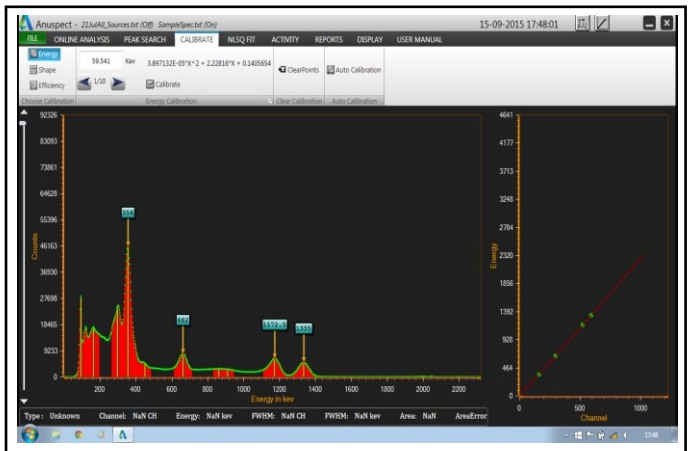 Anuspect - 21JulAll_Sources.txt (Off) SampleSpec.txt (On) 15-09-2015 17:48:01
FILE ONLINE ANALYSIS PEAK SEARCH CALIBRATE NLSQ FIT ACTIVITY REPORTS DISPLAY USER MANUAL
Energy 59.541 Kev 3.897132E-05*X^2 + 2.22816*X + 0.1405654
Shape ClearPoints Auto Calibration
Efficiency 1/10 Calibrate
Choose Calibration Energy Calibration Clear Calibration Auto Calibration
92326
83093
73861
64628
55396
46163
36930
27698
18465
9233
0
Counts
356
662
1172.5
1333
200 400 600 800 1000 1200 1400 1600 1800 2000 2200
Energy in kev
4641
4177
3713
3248
2784
2320
1856
1392
928
464
0
Energy
0 500 1000
Channel
Type : Unknown Channel: NaN CH Energy: NaN kev FWHM: NaN CH FWHM: NaN kev Area: NaN AreaError
17:48